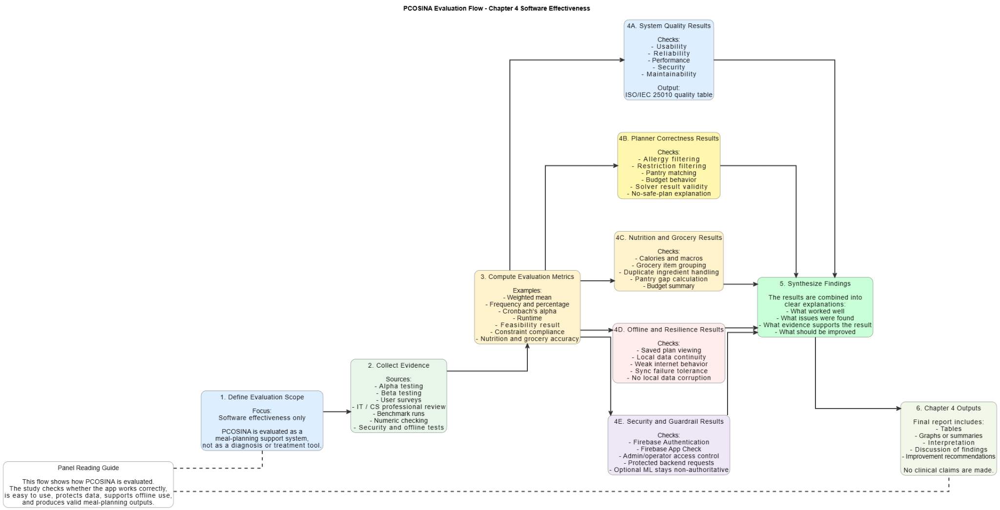 PCOSINA Evaluation Flow - Chapter 4 Software Effectiveness
4A. System Quality Results
Checks:
- Usability
- Reliability
- Performance
- Security
- Maintainability
Output:
ISO/IEC 25010 quality table
4B. Planner Correctness Results
Checks:
- Allergy filtering
- Restriction filtering
- Pantry matching
- Budget behavior
- Solver result validity
- No-safe-plan explanation
4C. Nutrition and Grocery Results
Checks:
- Calories and macros
- Grocery item grouping
- Duplicate ingredient handling
- Pantry gap calculation
- Budget summary
3. Compute Evaluation Metrics
Examples:
- Weighted mean
- Frequency and percentage
- Cronbach's alpha
- Runtime
- Feasibility result
- Constraint compliance
- Nutrition and grocery accuracy
5. Synthesize Findings
The results are combined into
clear explanations:
- What worked well
- What issues were found
- What evidence supports the result
- What should be improved
4D. Offline and Resilience Results
Checks:
- Saved plan viewing
- Local data continuity
- Weak internet behavior
- Sync failure tolerance
- No local data corruption
2. Collect Evidence
Sources:
- Alpha testing
- Beta testing
- User surveys
- IT / CS professional review
- Benchmark runs
- Numeric checking
- Security and offline tests
1. Define Evaluation Scope
Focus:
Software effectiveness only
PCOSINA is evaluated as a
meal-planning support system,
not as a diagnosis or treatment tool.
4E. Security and Guardrail Results
Checks:
- Firebase Authentication
- Firebase App Check
- Admin/operator access control
- Protected backend requests
- Optional ML stays non-authoritative
6. Chapter 4 Outputs
Final report includes:
- Tables
- Graphs or summaries
- Interpretation
- Discussion of findings
- Improvement recommendations
No clinical claims are made.
Panel Reading Guide
This flow shows how PCOSINA is evaluated.
The study checks whether the app works correctly,
is easy to use, protects data, supports offline use,
and produces valid meal-planning outputs.